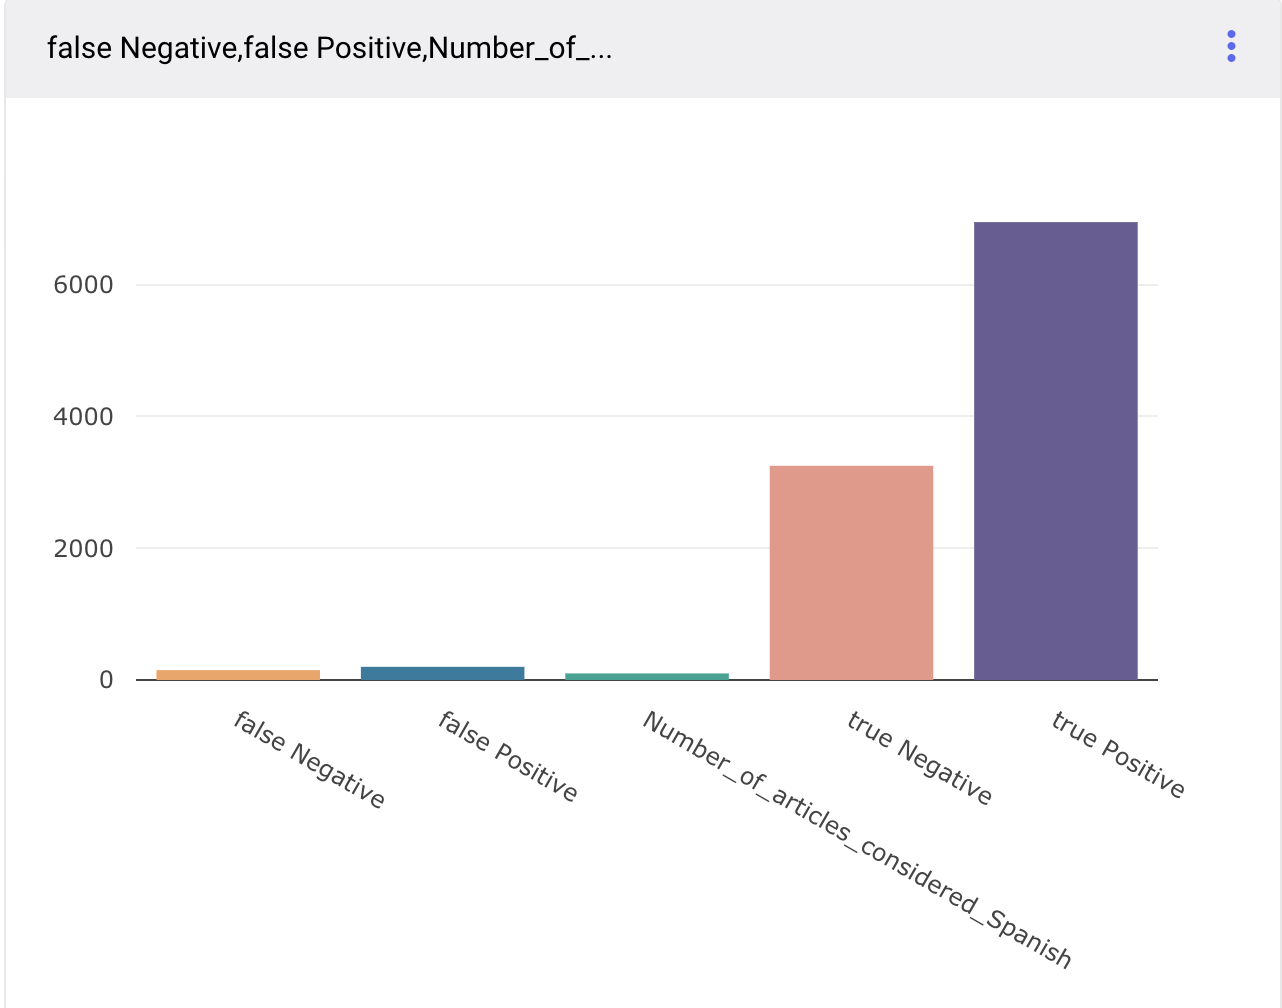 false Negative,false Positive,Number_of_...
6000
4000
2000
0
false Negative
false Positive
Number_of_articles_considered_Spanish
true Negative
true Positive